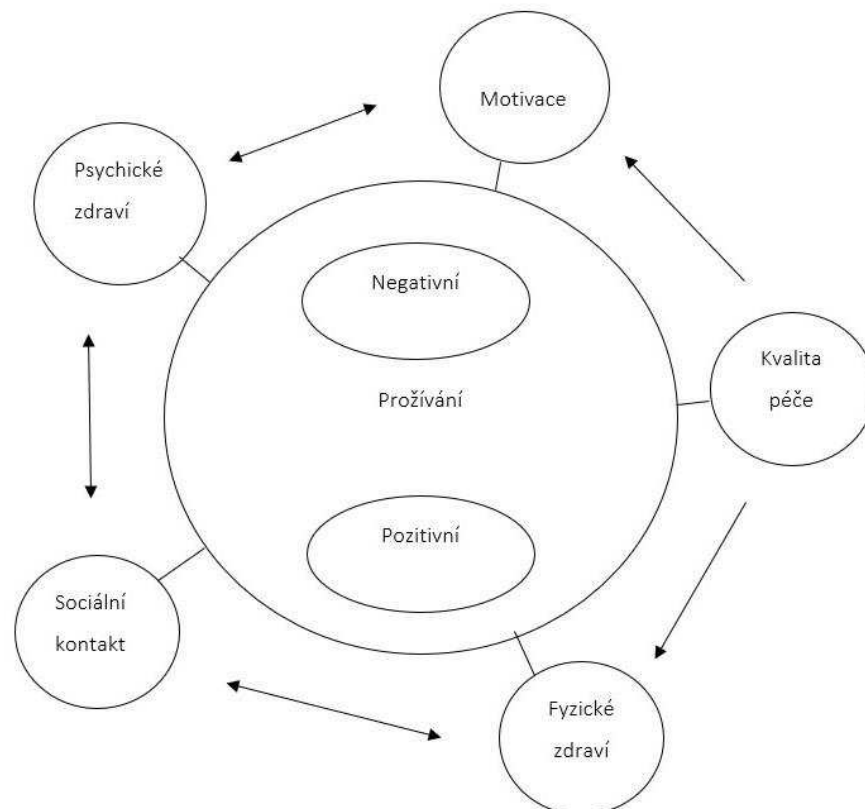 Motivace
Psychické
zdraví
Negativní
Kvalita
péče
Prožívání
Pozitivní
Sociální
kontakt
Fyzické
zdraví